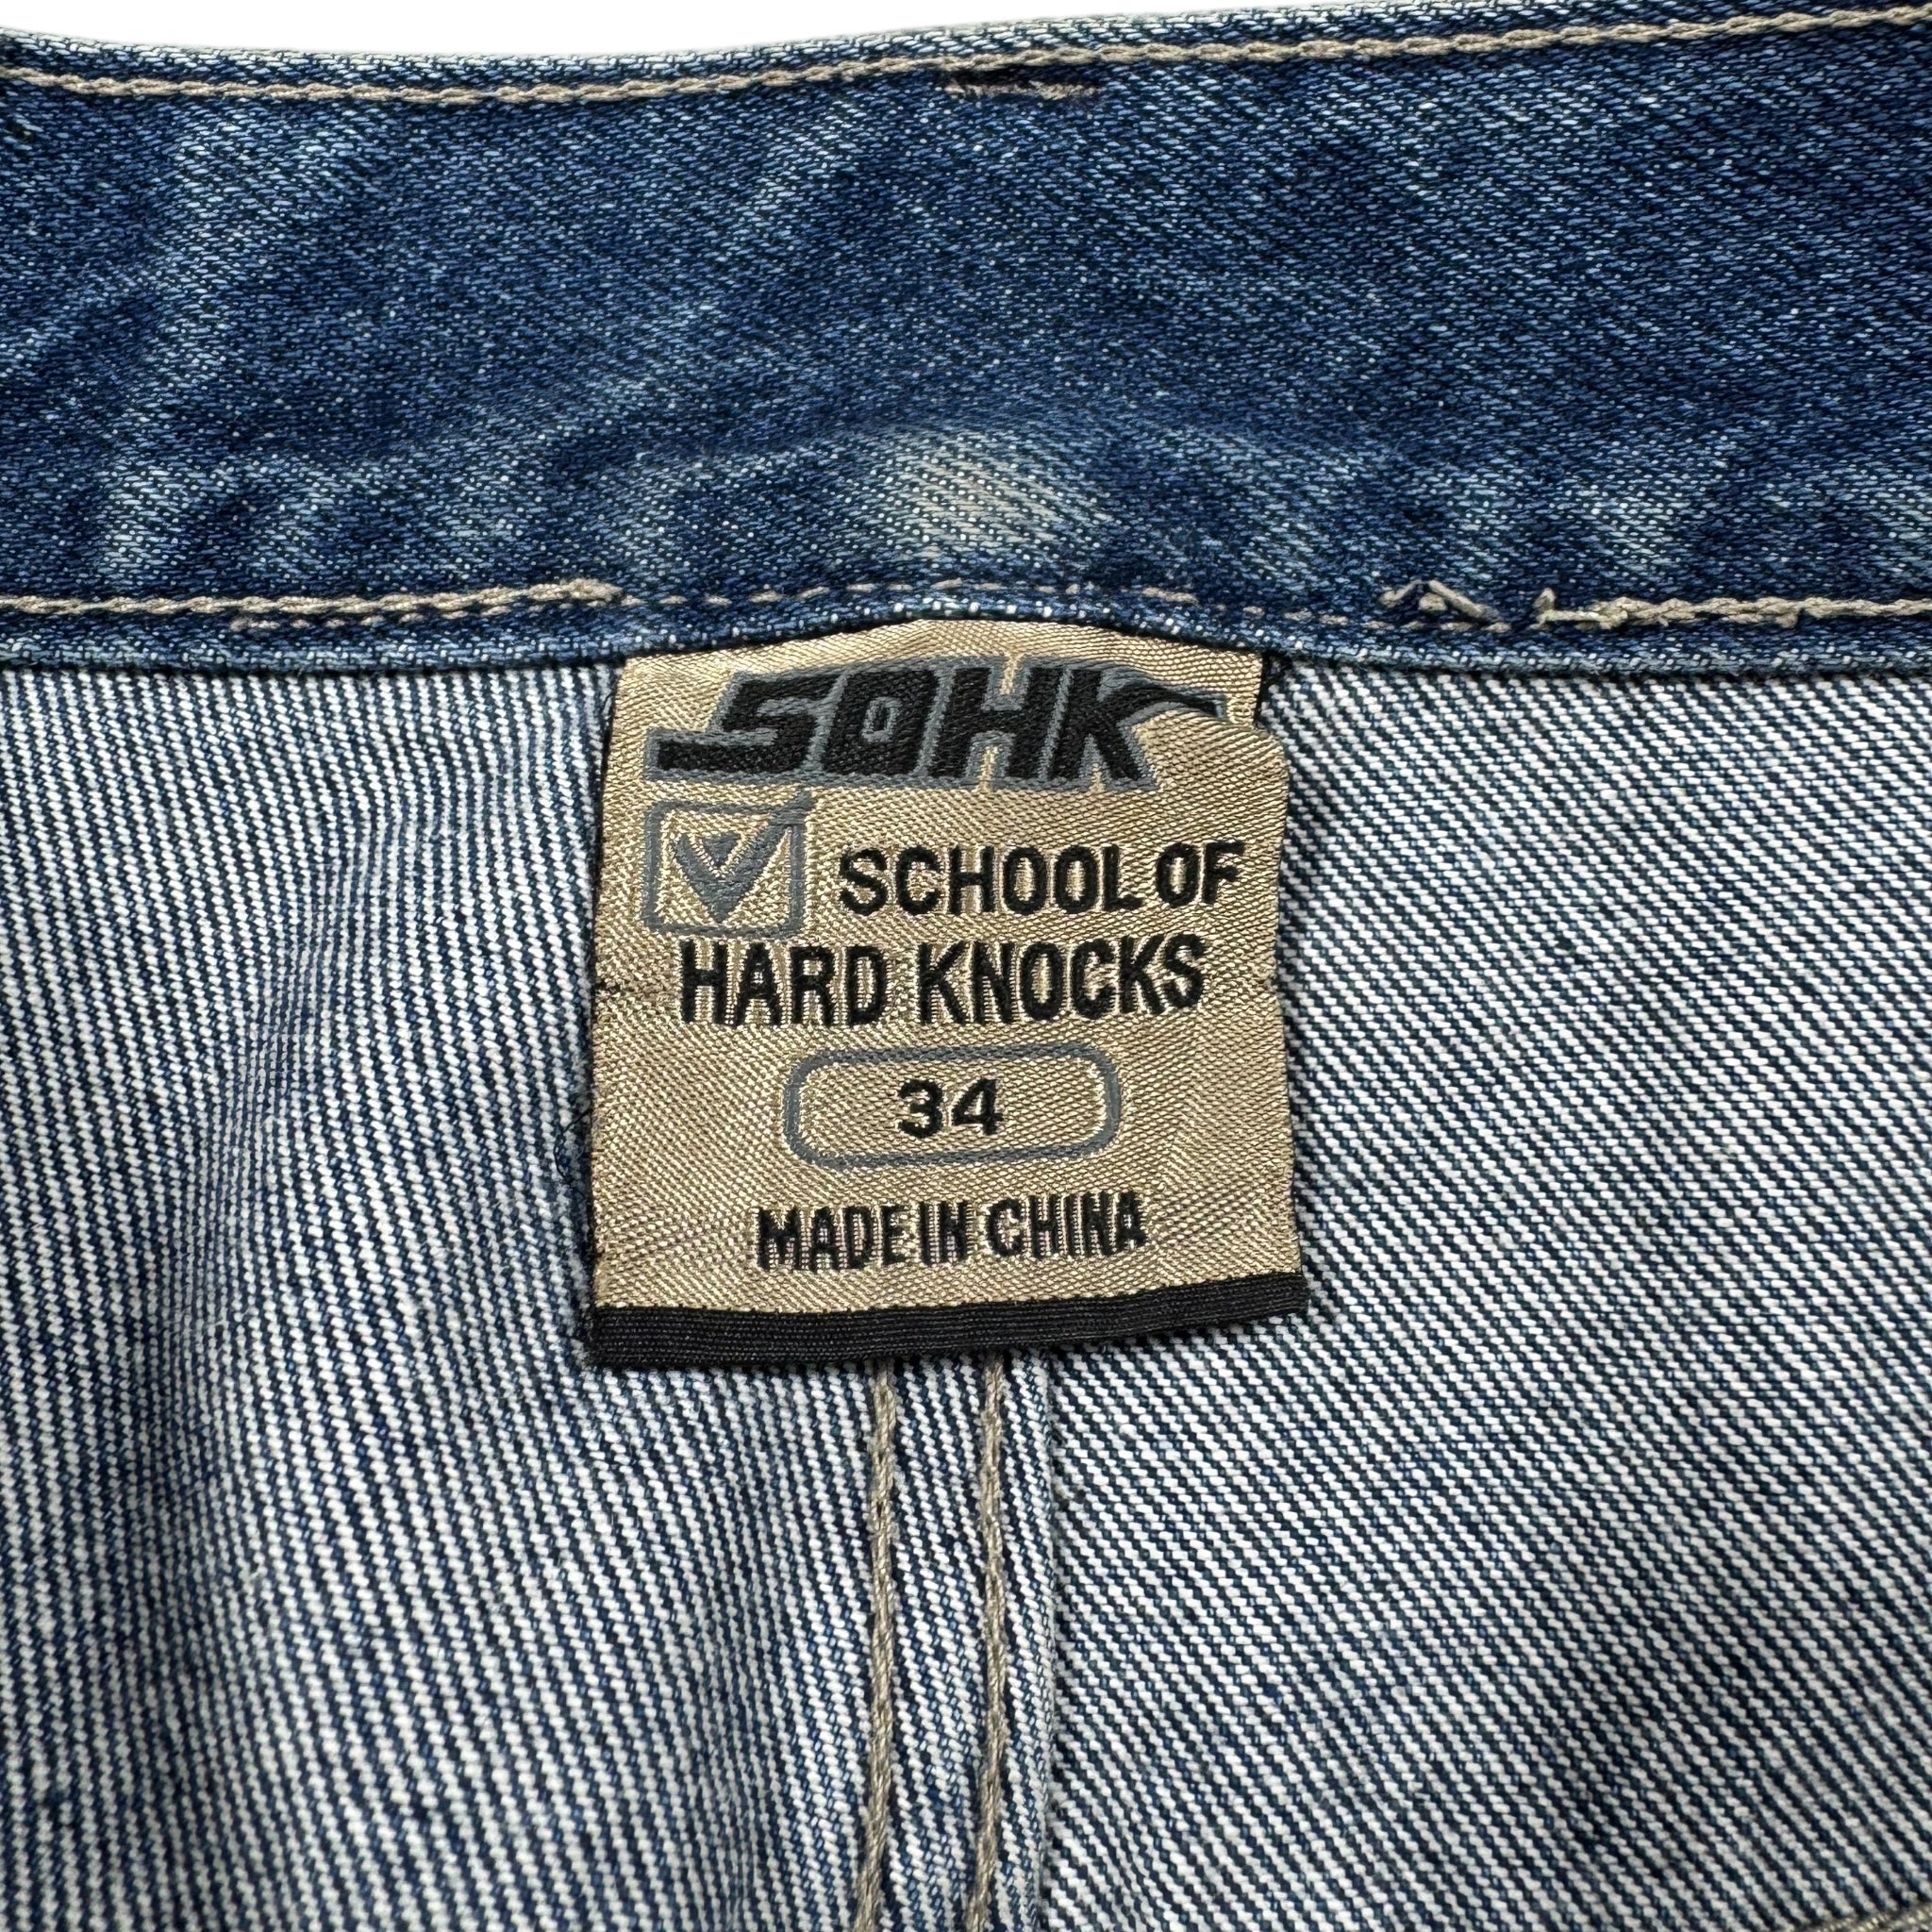 SOHK
SCHOOL OF
HARD KNOCKS
34
MADE IN CHINA